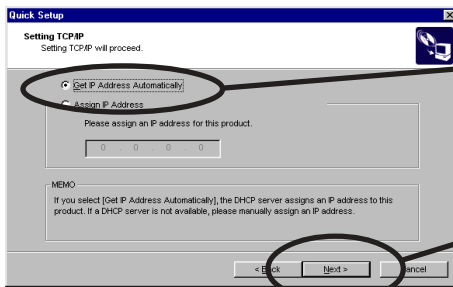 Quick Setup
Setting TCP/IP
Setting TCP/IP will proceed.
Get IP Address Automatically
Assign IP Address
Please assign an IP address for this product.
0 . 0 . 0 . 0
MEMO
If you select [Get IP Address Automatically], the DHCP server assigns an IP address to this
product. If a DHCP server is not available, please manually assign an IP address.
< Back Next > Cancel